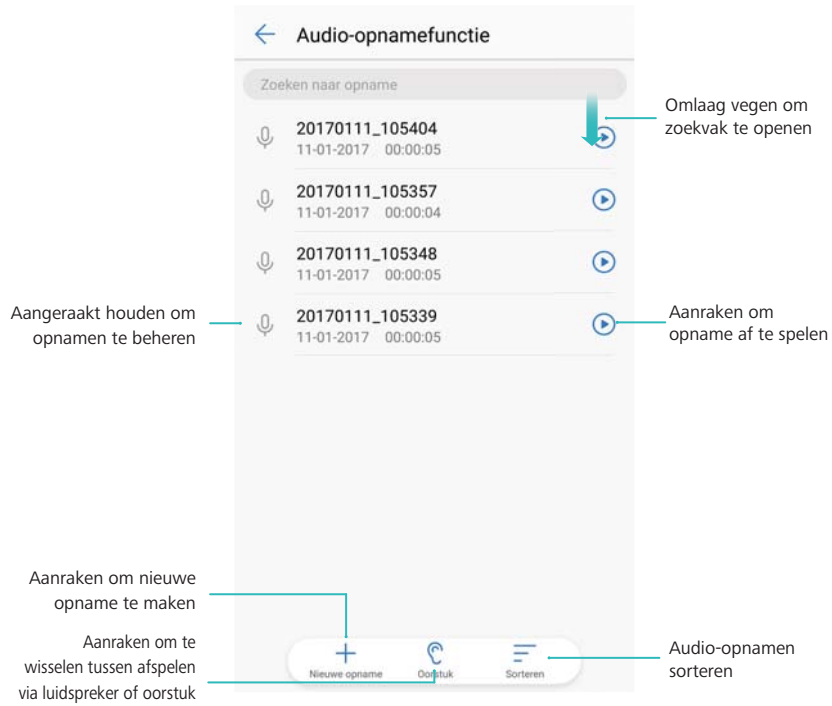 Audio-opnamefunctie
Zoeken naar opname
Omlaag vegen om
zoekvak te openen
20170111_105404
11-01-2017 00:00:05
20170111_105357
11-01-2017 00:00:04
20170111_105348
11-01-2017 00:00:05
Aangeraakt houden om
opnamen te beheren
20170111_105339
11-01-2017 00:00:05
Aanraken om
opname af te spelen
Aanraken om nieuwe
opname te maken
Aanraken om te
wisselen tussen afspelen
via luidspreker of oorstuk
Nieuwe opname
Oorstuk
Sorteren
Audio-opnamen
sorteren